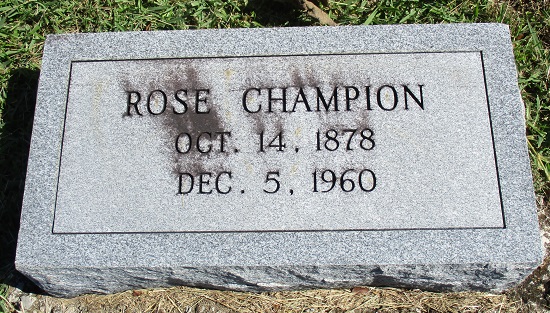 ROSE CHAMPION
OCT. 14, 1878
DEC. 5, 1960